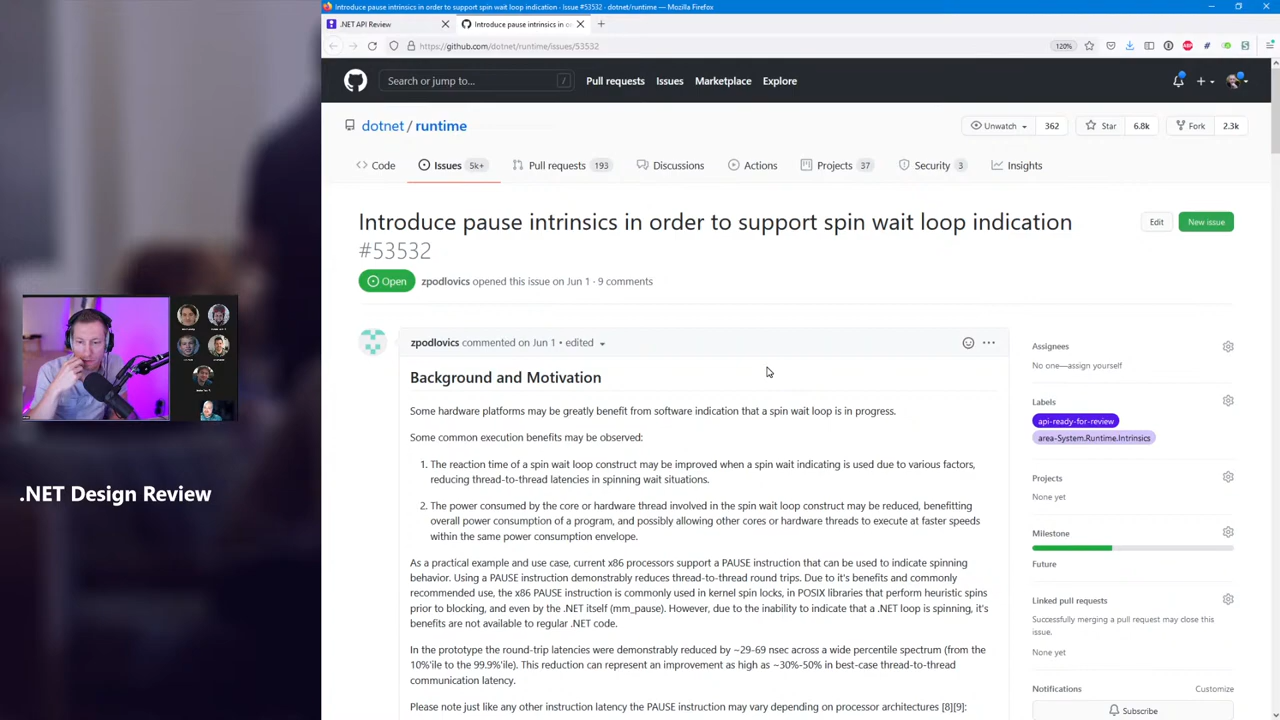 Introduce pause intrinsics in order to support spin wait loop indication · Issue #53532 · dotnet/runtime — Mozilla Firefox
.NET API Review
Introduce pause intrinsics in or
https://github.com/dotnet/runtime/issues/53532
120%
Search or jump to...
/
Pull requests
Issues
Marketplace
Explore
dotnet / runtime
Unwatch
362
Star
6.8k
Fork
2.3k
Code
Issues 5k+
Pull requests 193
Discussions
Actions
Projects 37
Security 3
Insights
Introduce pause intrinsics in order to support spin wait loop indication
#53532
Edit
New issue
Open
zpodlovics opened this issue on Jun 1 · 9 comments
zpodlovics commented on Jun 1 • edited
Background and Motivation
Some hardware platforms may be greatly benefit from software indication that a spin wait loop is in progress.
Some common execution benefits may be observed:
1. The reaction time of a spin wait loop construct may be improved when a spin wait indicating is used due to various factors,
reducing thread-to-thread latencies in spinning wait situations.
2. The power consumed by the core or hardware thread involved in the spin wait loop construct may be reduced, benefitting
overall power consumption of a program, and possibly allowing other cores or hardware threads to execute at faster speeds
within the same power consumption envelope.
As a practical example and use case, current x86 processors support a PAUSE instruction that can be used to indicate spinning
behavior. Using a PAUSE instruction demonstrably reduces thread-to-thread round trips. Due to it's benefits and commonly
recommended use, the x86 PAUSE instruction is commonly used in kernel spin locks, in POSIX libraries that perform heuristic spins
prior to blocking, and even by the .NET itself (mm_pause). However, due to the inability to indicate that a .NET loop is spinning, it's
benefits are not available to regular .NET code.
In the prototype the round-trip latencies were demonstrably reduced by ~29-69 nsec across a wide percentile spectrum (from the
10%'ile to the 99.9%'ile). This reduction can represent an improvement as high as ~30%-50% in best-case thread-to-thread
communication latency.
Please note just like any other instruction latency the PAUSE instruction may vary depending on processor architectures [8][9]:
Assignees
No one—assign yourself
Labels
api-ready-for-review
area-System.Runtime.Intrinsics
Projects
None yet
Milestone
Future
Linked pull requests
Successfully merging a pull request may close this
issue.
None yet
Notifications
Customize
Subscribe
.NET Design Review